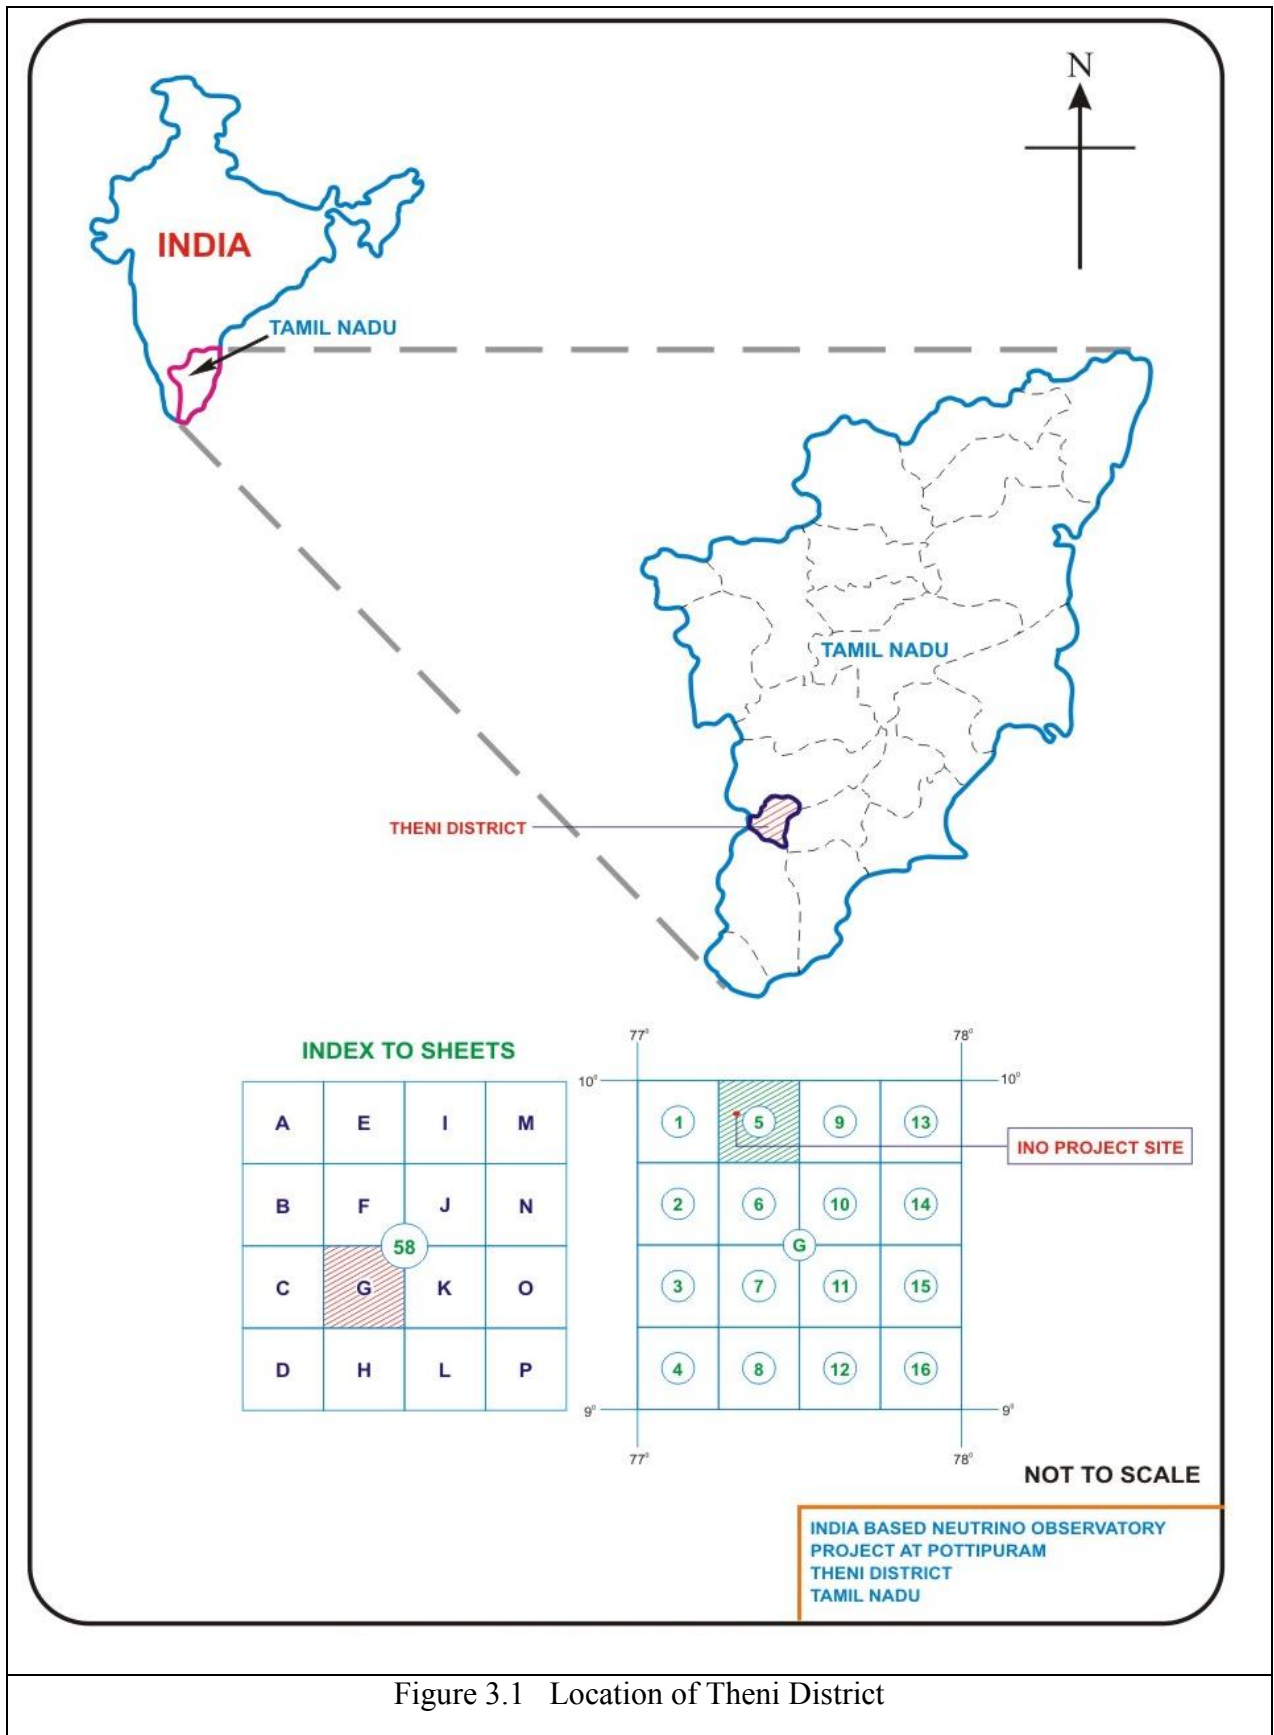 N
INDIA
TAMIL NADU
TAMIL NADU
THENI DISTRICT
INDEX TO SHEETS
A E I M
B F J N
58
C G K O
D H L P
77° 78°
10° 10°
1 5 9 13
INO PROJECT SITE
2 6 10 14
G
3 7 11 15
4 8 12 16
9° 9°
77° 78°
NOT TO SCALE
INDIA BASED NEUTRINO OBSERVATORY
PROJECT AT POTTIPURAM
THENI DISTRICT
TAMIL NADU
Figure 3.1 Location of Theni District